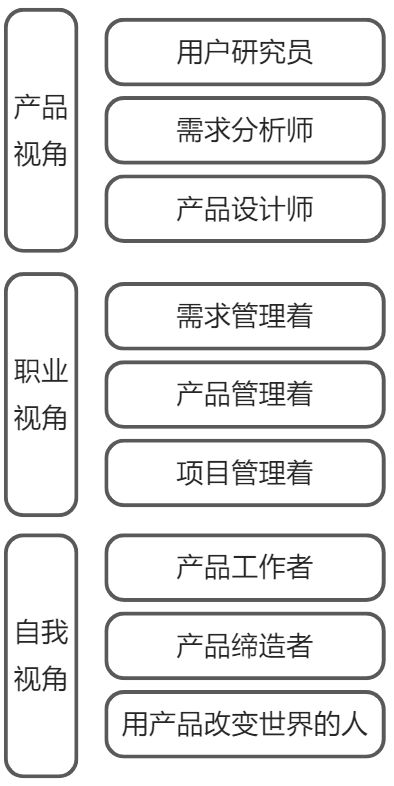 产品
视角
用户研究员
需求分析师
产品设计师
职业
视角
需求管理着
产品管理着
项目管理着
自我
视角
产品工作者
产品缔造者
用产品改变世界的人